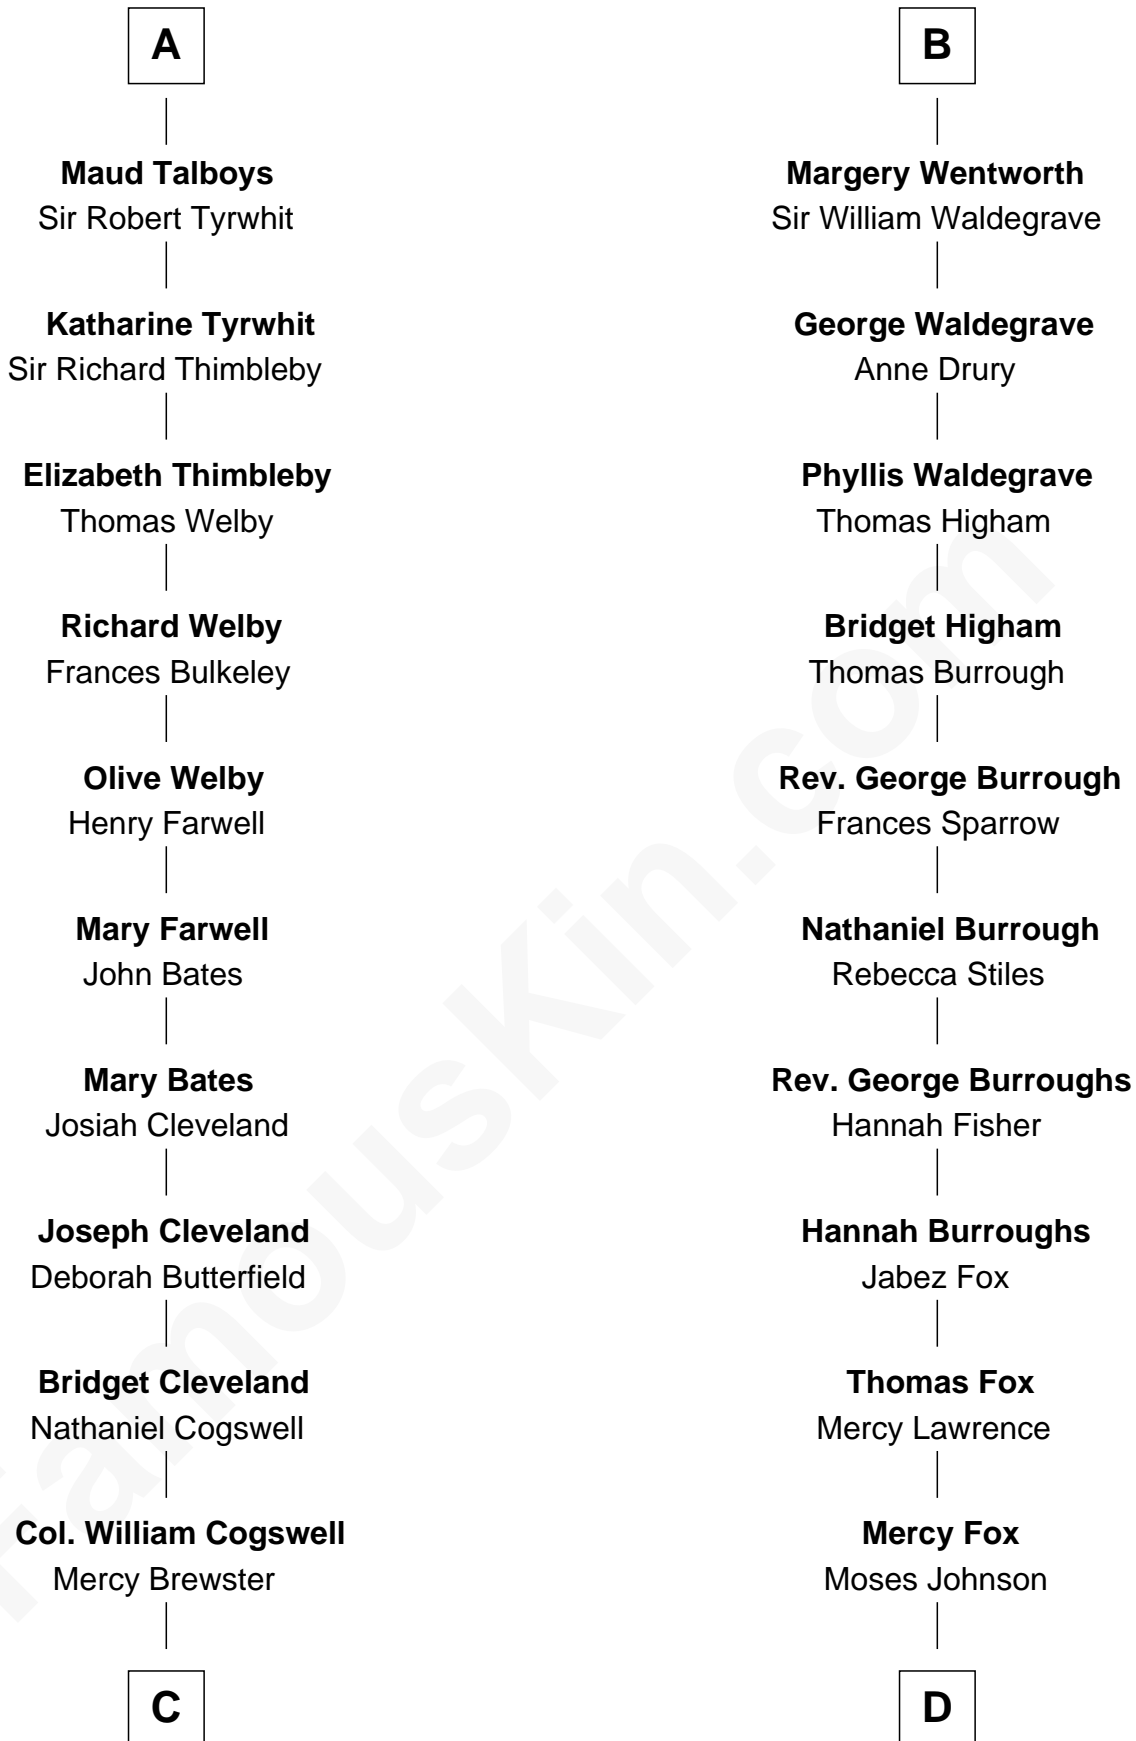 A
Maud Talboys
Sir Robert Tyrwhit
Katharine Tyrwhit
Sir Richard Thimbleby
Elizabeth Thimbleby
Thomas Welby
Richard Welby
Frances Bulkeley
Olive Welby
Henry Farwell
Mary Farwell
John Bates
Mary Bates
Josiah Cleveland
Joseph Cleveland
Deborah Butterfield
Bridget Cleveland
Nathaniel Cogswell
Col. William Cogswell
Mercy Brewster
C
B
Margery Wentworth
Sir William Waldegrave
George Waldegrave
Anne Drury
Phyllis Waldegrave
Thomas Higham
Bridget Higham
Thomas Burrough
Rev. George Burrough
Frances Sparrow
Nathaniel Burrough
Rebecca Stiles
Rev. George Burroughs
Hannah Fisher
Hannah Burroughs
Jabez Fox
Thomas Fox
Mercy Lawrence
Mercy Fox
Moses Johnson
D
FamousKin.com